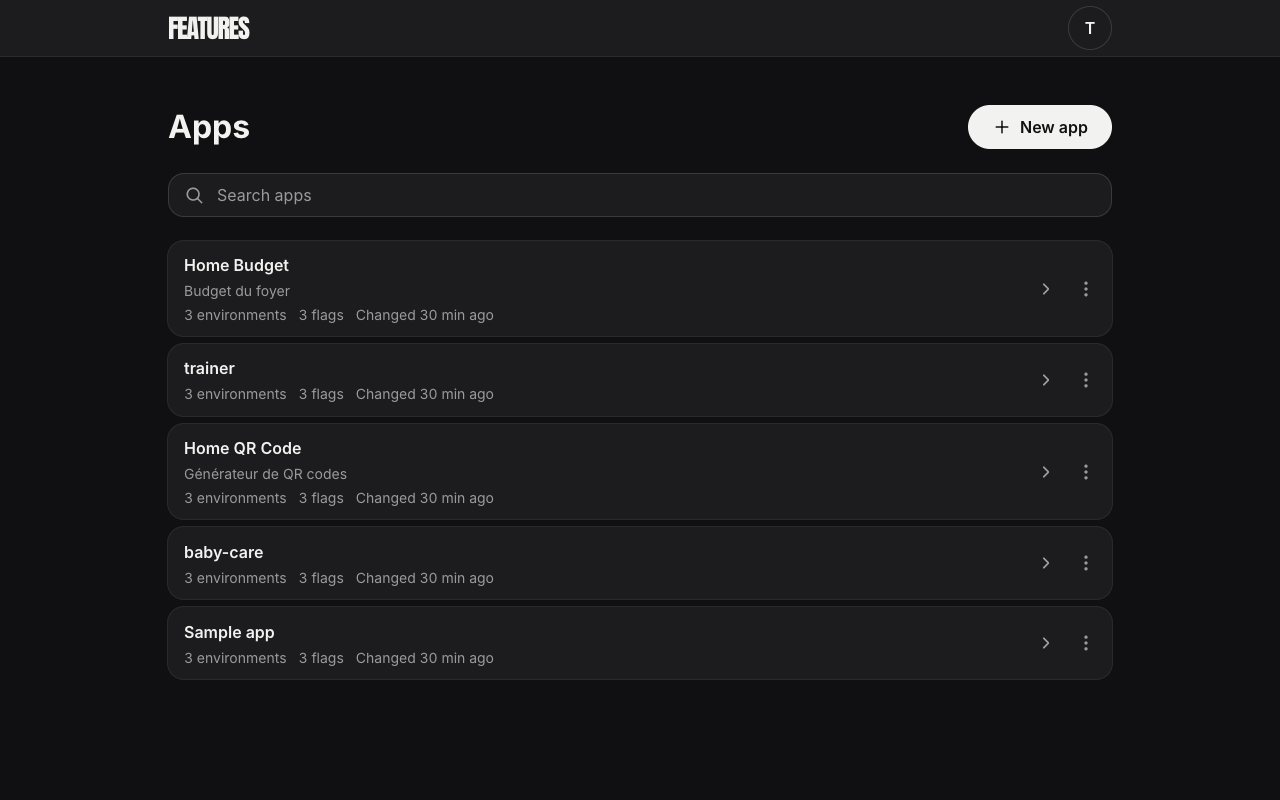 FEATURES
T
Apps
New app
Search apps
Home Budget
Budget du foyer
3 environments 3 flags Changed 30 min ago
trainer
3 environments 3 flags Changed 30 min ago
Home QR Code
Générateur de QR codes
3 environments 3 flags Changed 30 min ago
baby-care
3 environments 3 flags Changed 30 min ago
Sample app
3 environments 3 flags Changed 30 min ago